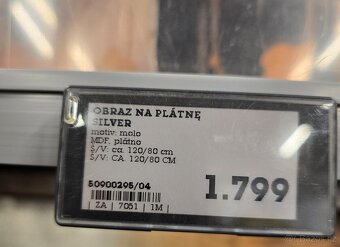 OBRAZ NA PLÁTNĚ
SILVER
motiv: molo
MDF, plátno
Š/V: ca. 120/80 cm
Š/V: CA. 120/80 CM
50900295/04
1.799
| ZA | 7051 | 1M |